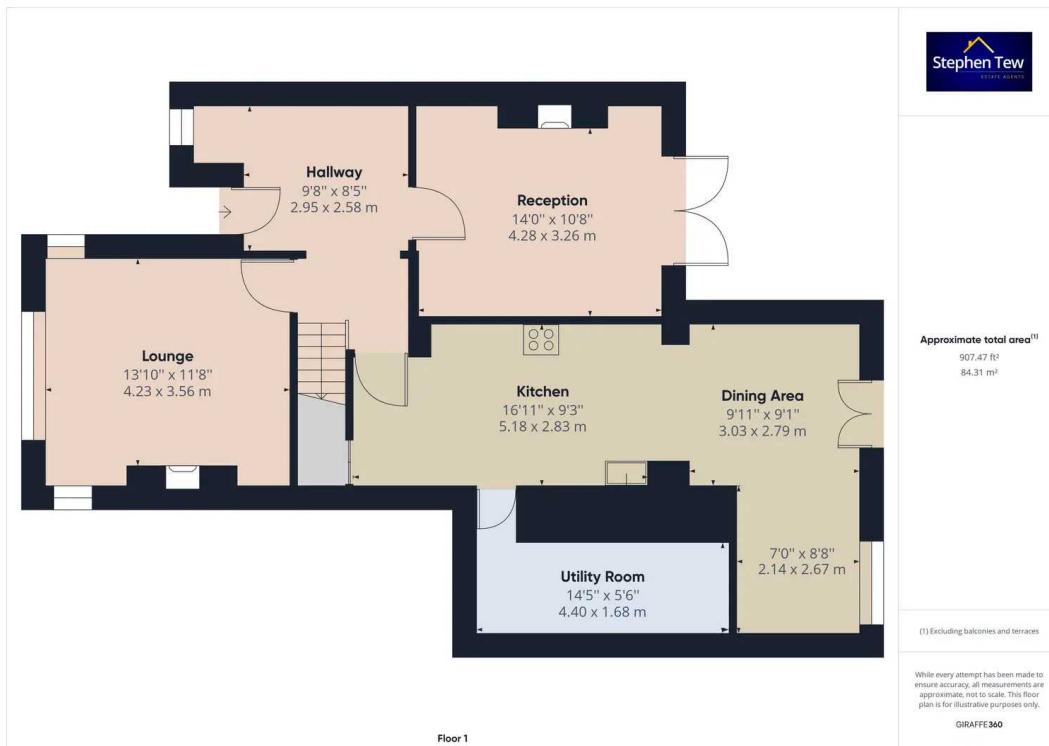 Stephen Tew
ESTATE AGENTS
Hallway
9'8" x 8'5"
2.95 x 2.58 m
Reception
14'0" x 10'8"
4.28 x 3.26 m
Lounge
13'10" x 11'8"
4.23 x 3.56 m
Kitchen
16'11" x 9'3"
5.18 x 2.83 m
Dining Area
9'11" x 9'1"
3.03 x 2.79 m
7'0" x 8'8"
2.14 x 2.67 m
Utility Room
14'5" x 5'6"
4.40 x 1.68 m
Floor 1
Approximate total area(1)
907.47 ft²
84.31 m²
(1) Excluding balconies and terraces
While every attempt has been made to
ensure accuracy, all measurements are
approximate, not to scale. This floor
plan is for illustrative purposes only.
GIRAFFE360